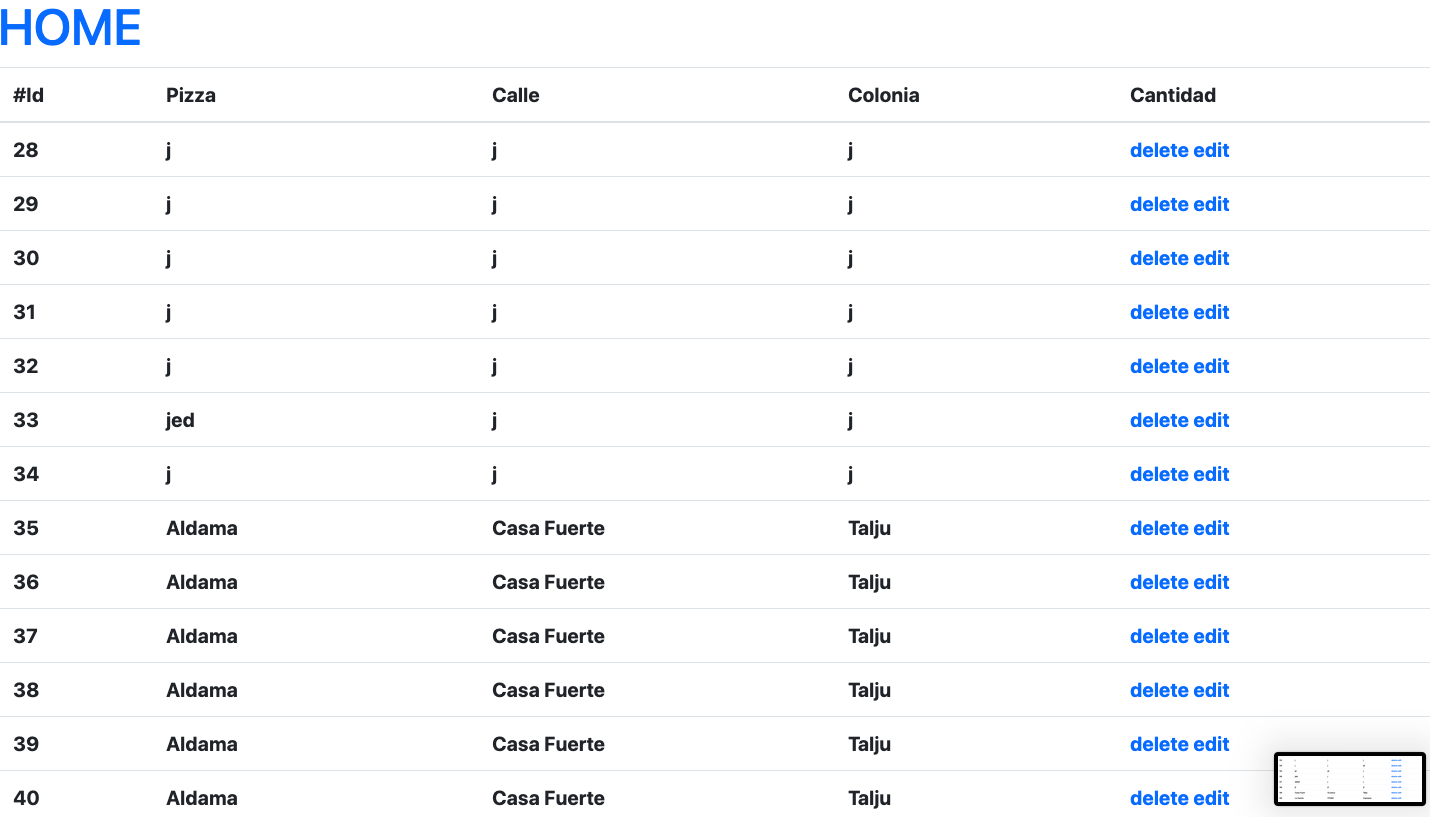 HOME
#Id Pizza Calle Colonia Cantidad
28 j j j delete edit
29 j j j delete edit
30 j j j delete edit
31 j j j delete edit
32 j j j delete edit
33 jed j j delete edit
34 j j j delete edit
35 Aldama Casa Fuerte Talju delete edit
36 Aldama Casa Fuerte Talju delete edit
37 Aldama Casa Fuerte Talju delete edit
38 Aldama Casa Fuerte Talju delete edit
39 Aldama Casa Fuerte Talju delete edit
40 Aldama Casa Fuerte Talju delete edit